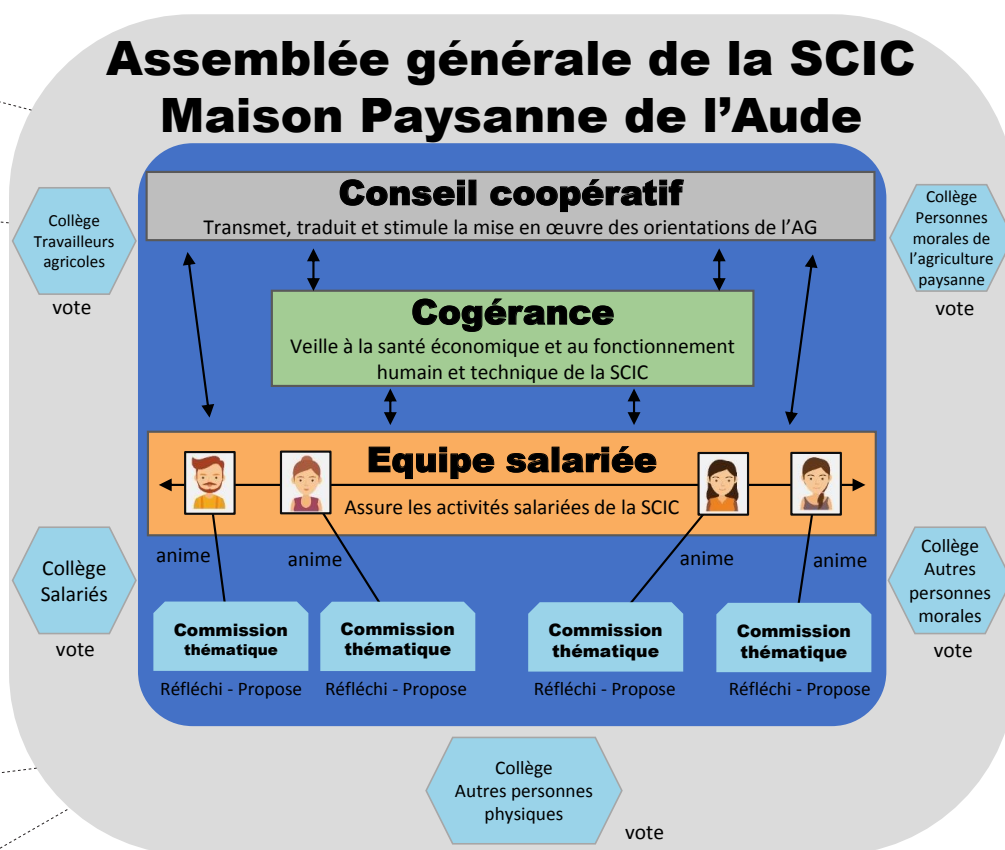 Assemblée générale de la SCIC
Maison Paysanne de l’Aude
Conseil coopératif
Transmet, traduit et stimule la mise en œuvre des orientations de l’AG
Collège
Travailleurs
agricoles
vote
Collège
Personnes
morales de
l’agriculture
paysanne
vote
Cogérance
Veille à la santé économique et au fonctionnement
humain et technique de la SCIC
Equipe salariée
Assure les activités salariées de la SCIC
anime
anime
anime
anime
Collège
Salariés
vote
Collège
Autres
personnes
morales
vote
Commission
thématique
Réfléchi - Propose
Commission
thématique
Réfléchi - Propose
Commission
thématique
Réfléchi - Propose
Commission
thématique
Réfléchi - Propose
Collège
Autres personnes
physiques
vote